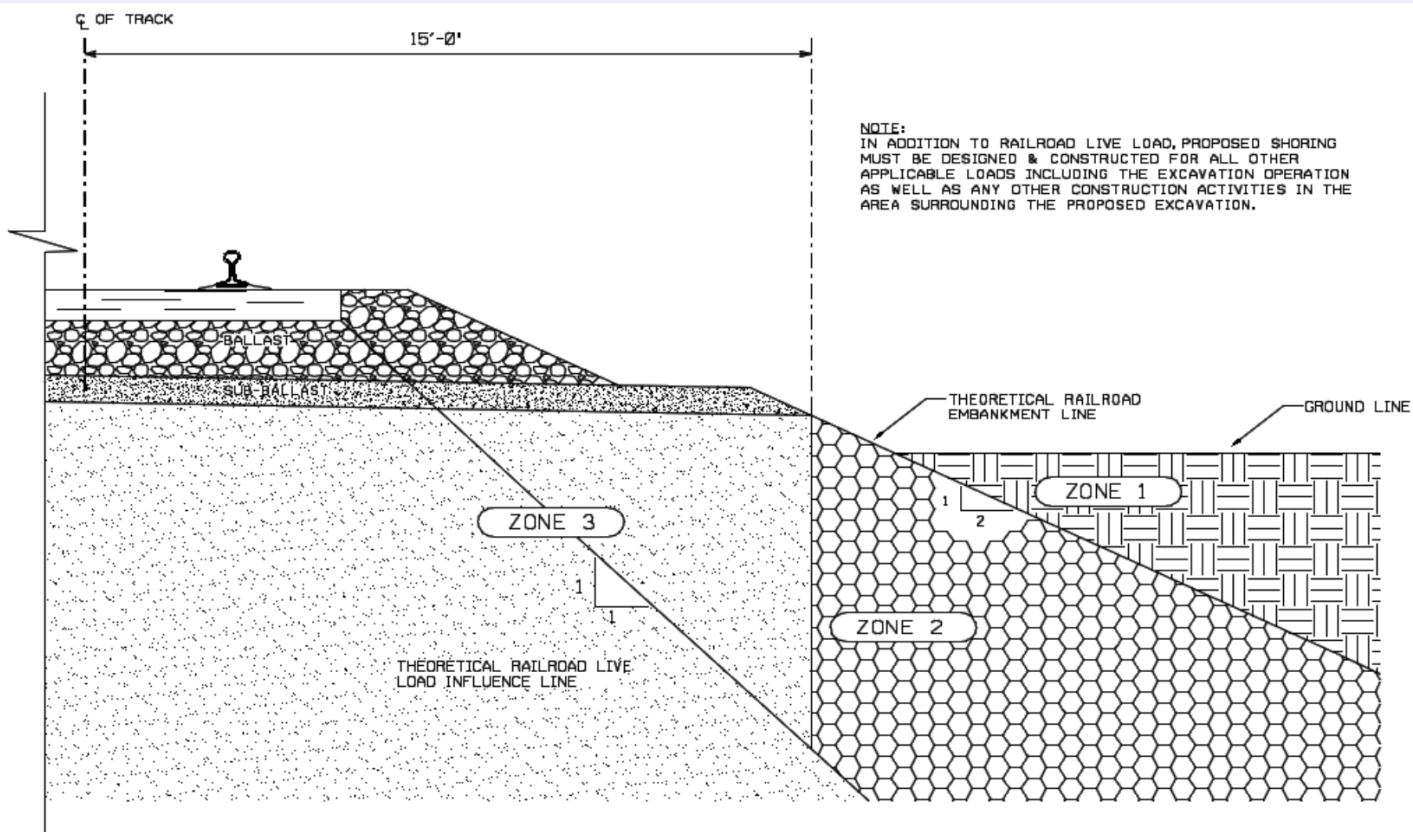 ℄ OF TRACK
15'-0"
NOTE:
IN ADDITION TO RAILROAD LIVE LOAD, PROPOSED SHORING
MUST BE DESIGNED & CONSTRUCTED FOR ALL OTHER
APPLICABLE LOADS INCLUDING THE EXCAVATION OPERATION
AS WELL AS ANY OTHER CONSTRUCTION ACTIVITIES IN THE
AREA SURROUNDING THE PROPOSED EXCAVATION.
BALLAST
SUB-BALLAST
THEORETICAL RAILROAD
EMBANKMENT LINE
GROUND LINE
ZONE 1
1
2
ZONE 3
1
1
ZONE 2
THEORETICAL RAILROAD LIVE
LOAD INFLUENCE LINE